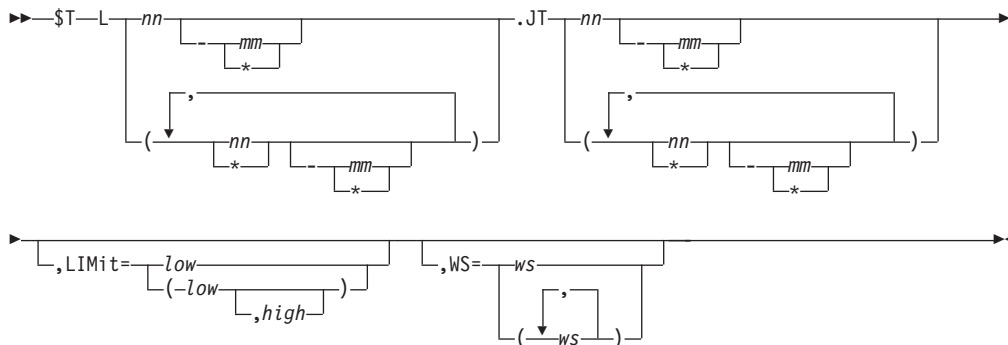 $T L nn - mm * .JT nn - mm *
, ,
( nn * - mm * ) ( nn * - mm * )
,LIMit= low ,WS= ws
( low ,high ) ( , ws )